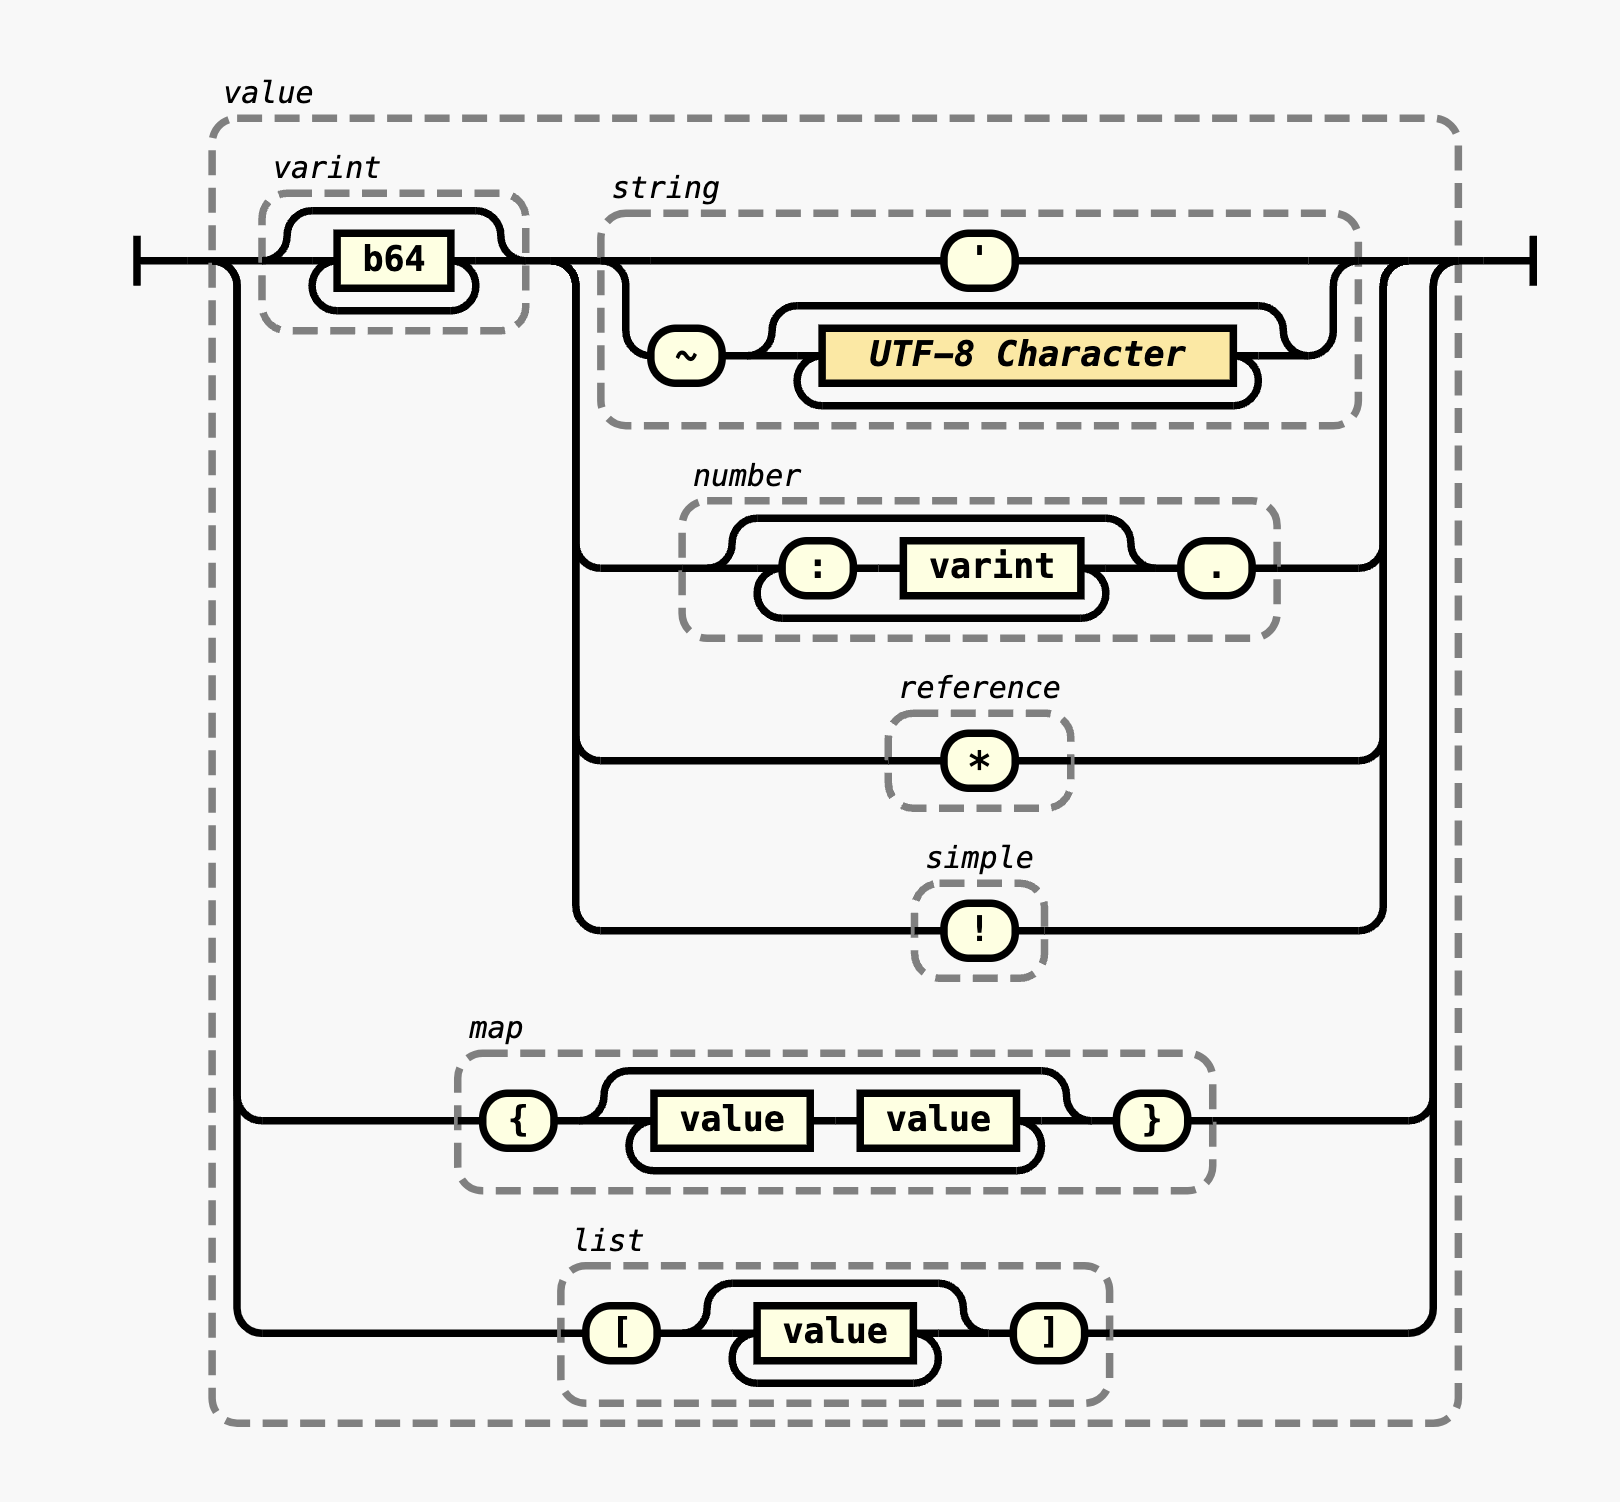 value
varint
string
b64
'
~
UTF-8 Character
number
: varint .
reference
*
simple
!
map
{ value value }
list
[ value ]